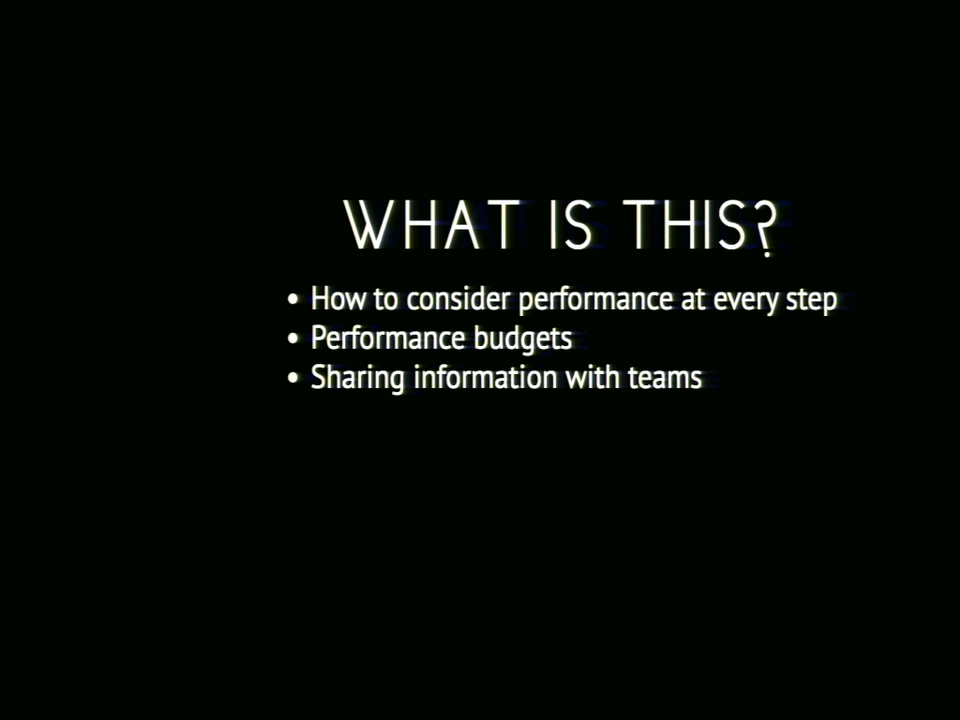 WHAT IS THIS?
• How to consider performance at every step
• Performance budgets
• Sharing information with teams